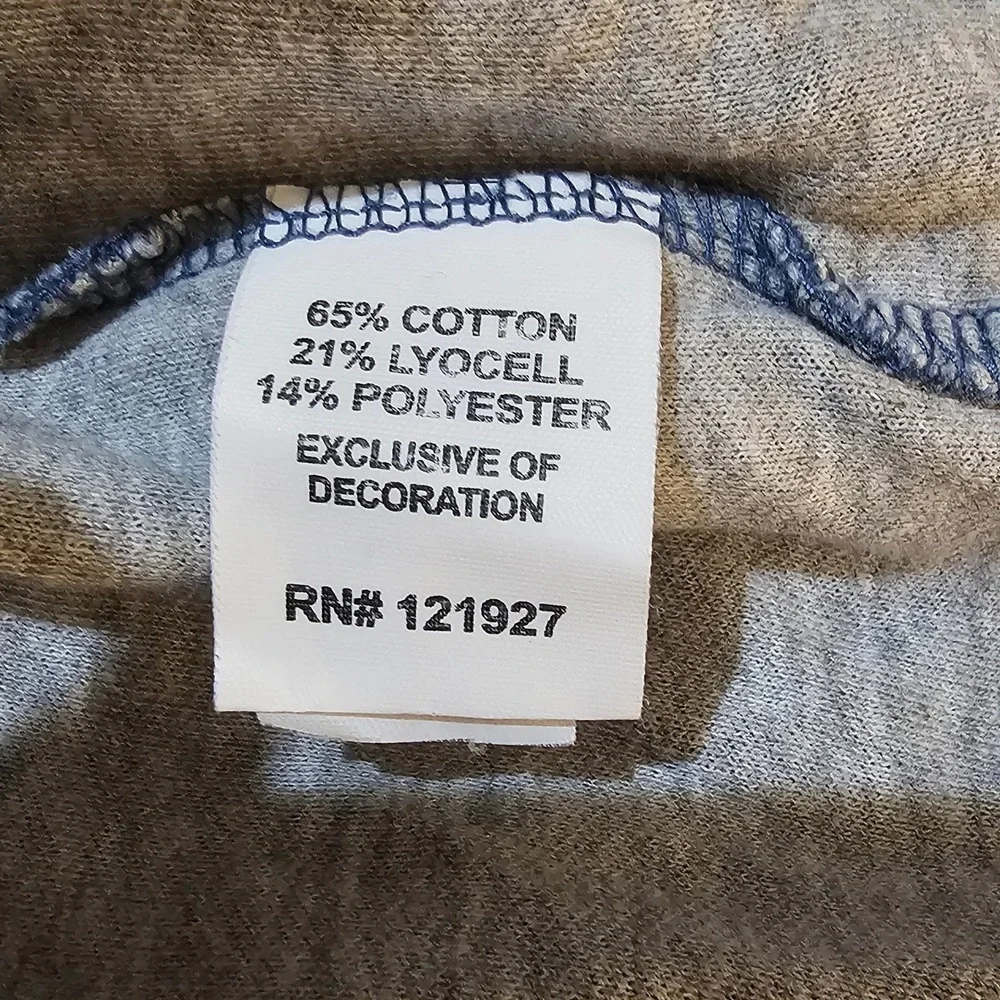 65% COTTON
21% LYOCELL
14% POLYESTER
EXCLUSIVE OF
DECORATION
RN# 121927